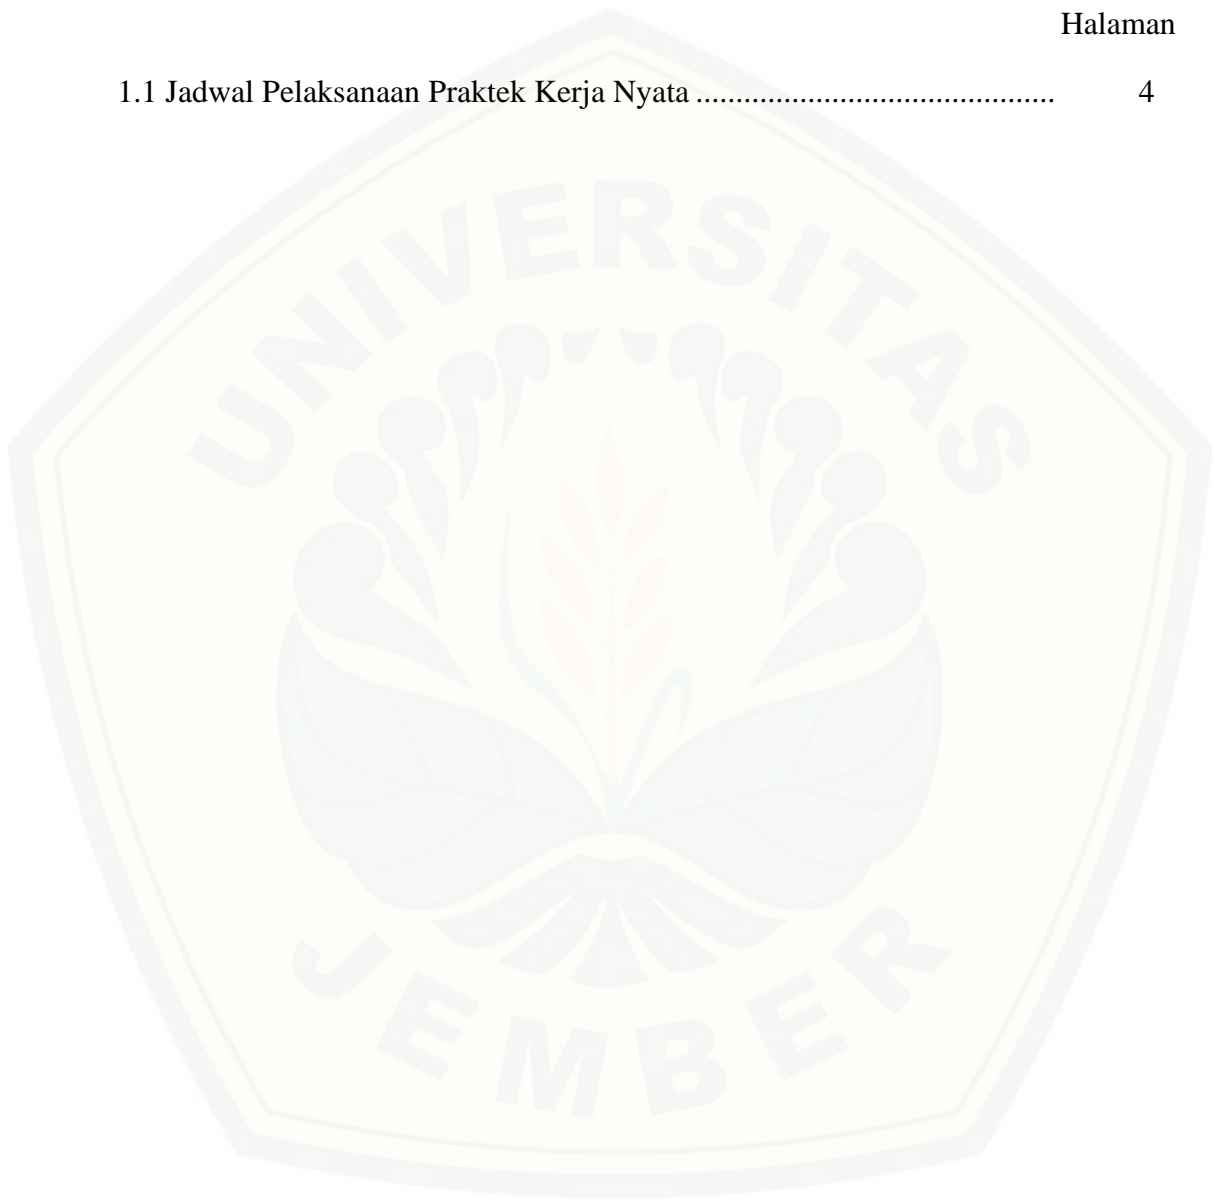 Halaman
1.1 Jadwal Pelaksanaan Praktek Kerja Nyata ............................................ 4
UNIVERSITAS
JEMBER